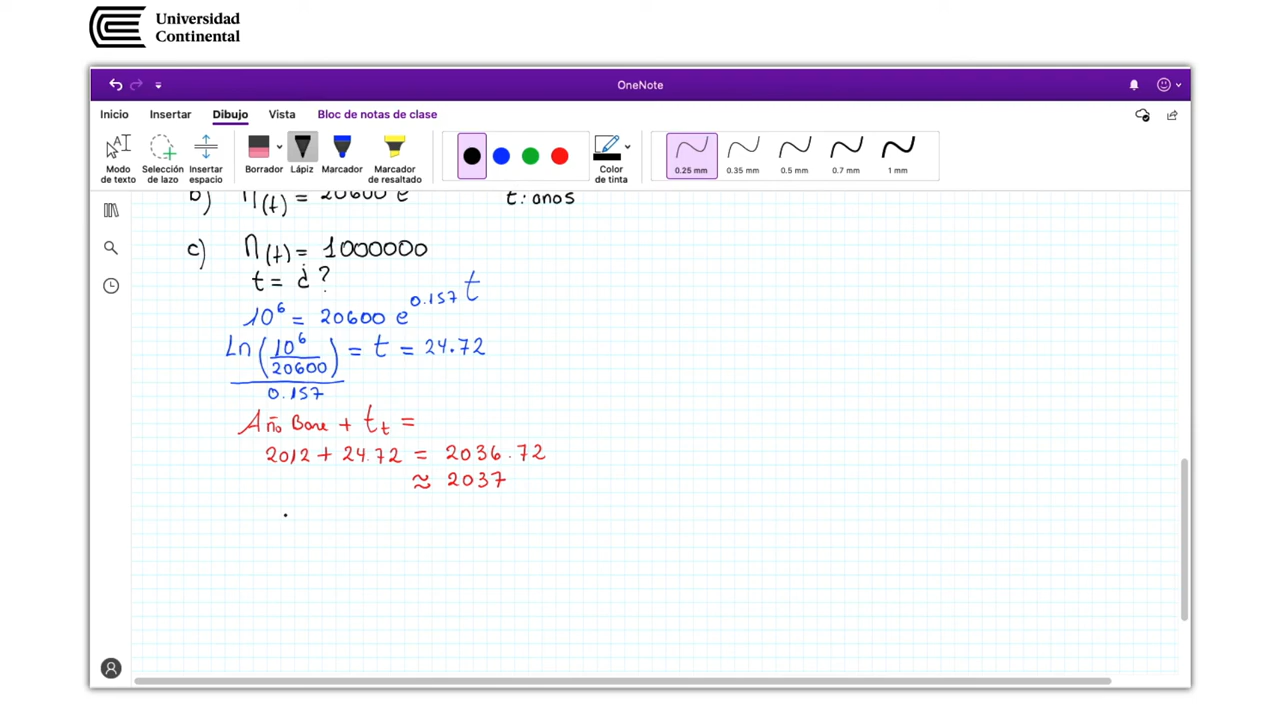 Universidad
Continental
OneNote
Inicio Insertar Dibujo Vista Bloc de notas de clase
Modo de texto Selección de lazo Insertar espacio Borrador Lápiz Marcador Marcador de resaltado Color de tinta 0.25 mm 0.35 mm 0.5 mm 0.7 mm 1 mm
b) n(t) = 20600 e t: años
c) n(t) = 1000000
t = ¿?
10^6 = 20600 e^0.157 t
Ln(10^6/20600)/0.157 = t = 24.72
Año Base + t_t =
2012 + 24.72 = 2036.72
≈ 2037